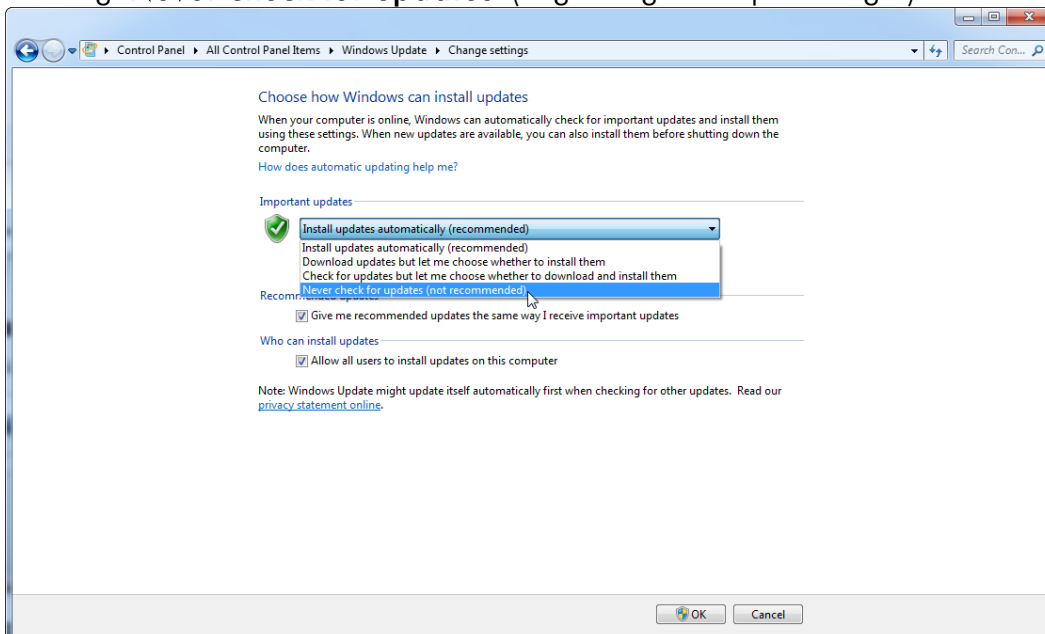 check for updates
Control Panel ▸ All Control Panel Items ▸ Windows Update ▸ Change settings
Search Con...
Choose how Windows can install updates
When your computer is online, Windows can automatically check for important updates and install them
using these settings. When new updates are available, you can also install them before shutting down the
computer.
How does automatic updating help me?
Important updates
Install updates automatically (recommended)
Install updates automatically (recommended)
Download updates but let me choose whether to install them
Check for updates but let me choose whether to download and install them
Never check for updates (not recommended)
Recommended updates
Give me recommended updates the same way I receive important updates
Who can install updates
Allow all users to install updates on this computer
Note: Windows Update might update itself automatically first when checking for other updates. Read our
privacy statement online.
OK Cancel